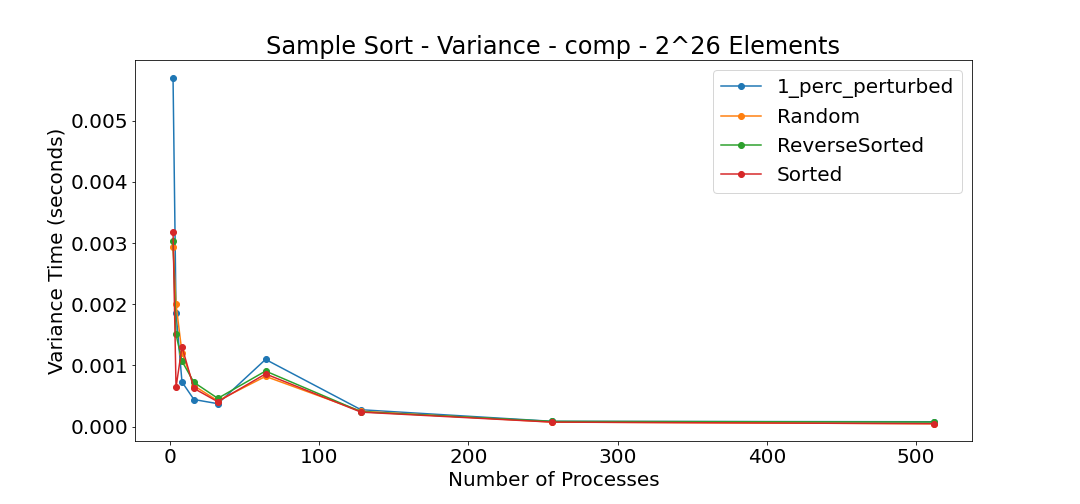 Sample Sort - Variance - comp - 2^26 Elements
1_perc_perturbed
Random
ReverseSorted
Sorted
Variance Time (seconds)
0.005
0.004
0.003
0.002
0.001
0.000
0 100 200 300 400 500
Number of Processes